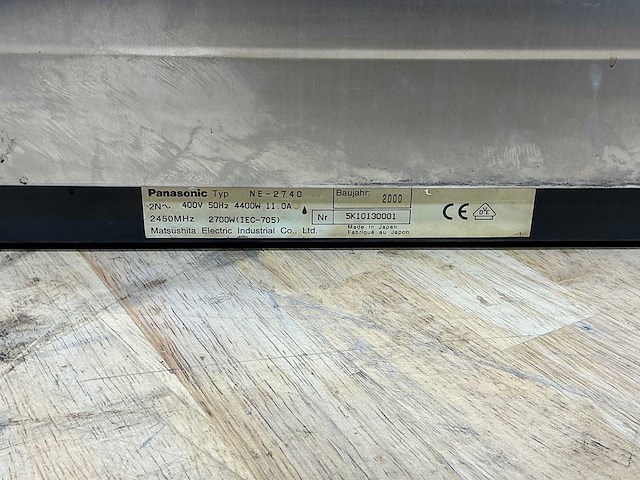 Panasonic Typ NE-2740
2N~ 400V 50Hz 4400W 11.0A
2450MHz 2700W(IEC-705)
Matsushita Electric Industrial Co., Ltd.
Baujahr: 2000
Nr 5K10130001
Made in Japan
Fabriqué au Japon
CE VDE